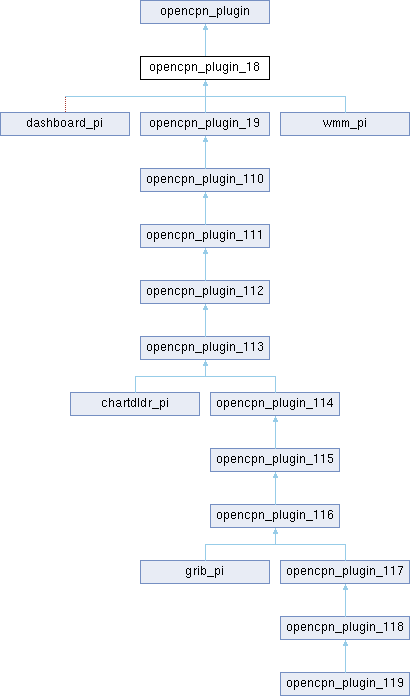 opencpn_plugin
opencpn_plugin_18
dashboard_pi
opencpn_plugin_19
wmm_pi
opencpn_plugin_110
opencpn_plugin_111
opencpn_plugin_112
opencpn_plugin_113
chartdldr_pi
opencpn_plugin_114
opencpn_plugin_115
opencpn_plugin_116
grib_pi
opencpn_plugin_117
opencpn_plugin_118
opencpn_plugin_119